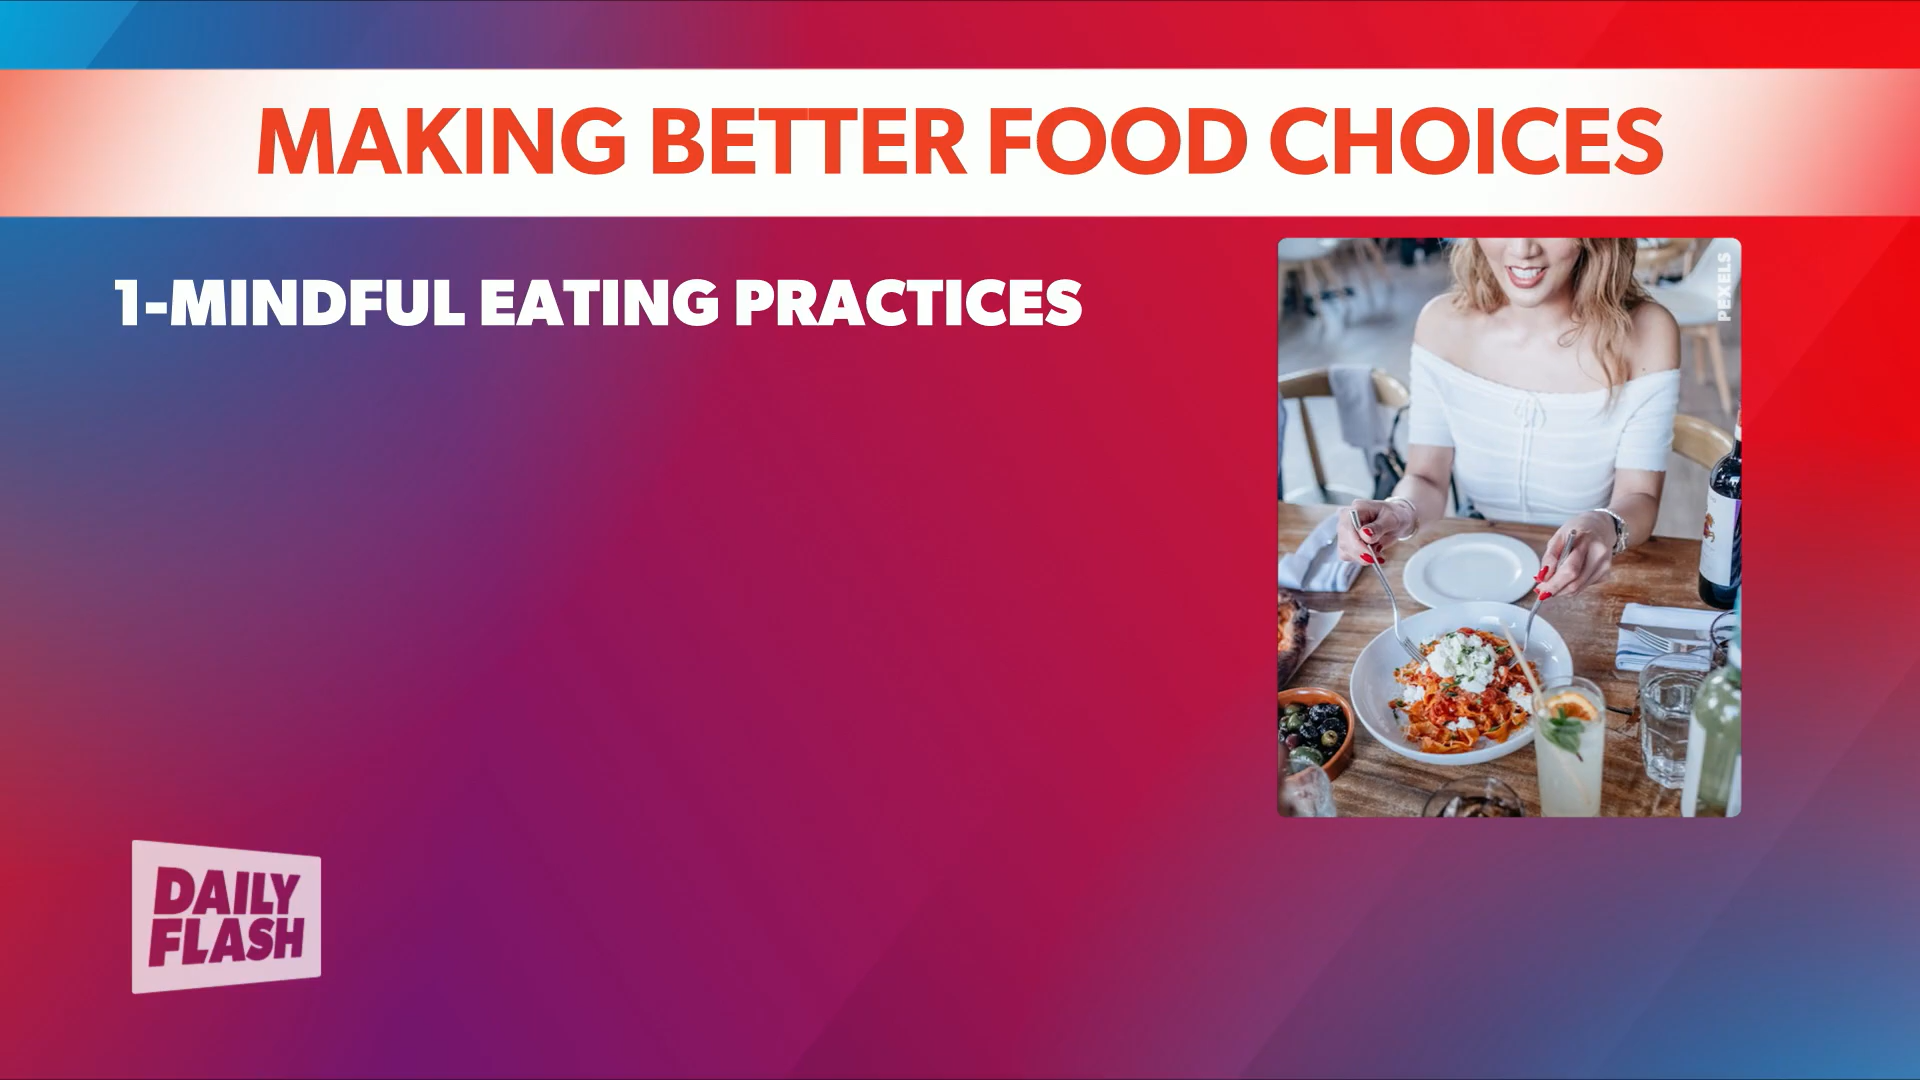 MAKING BETTER FOOD CHOICES
1-MINDFUL EATING PRACTICES
PEXELS
DAILY
FLASH